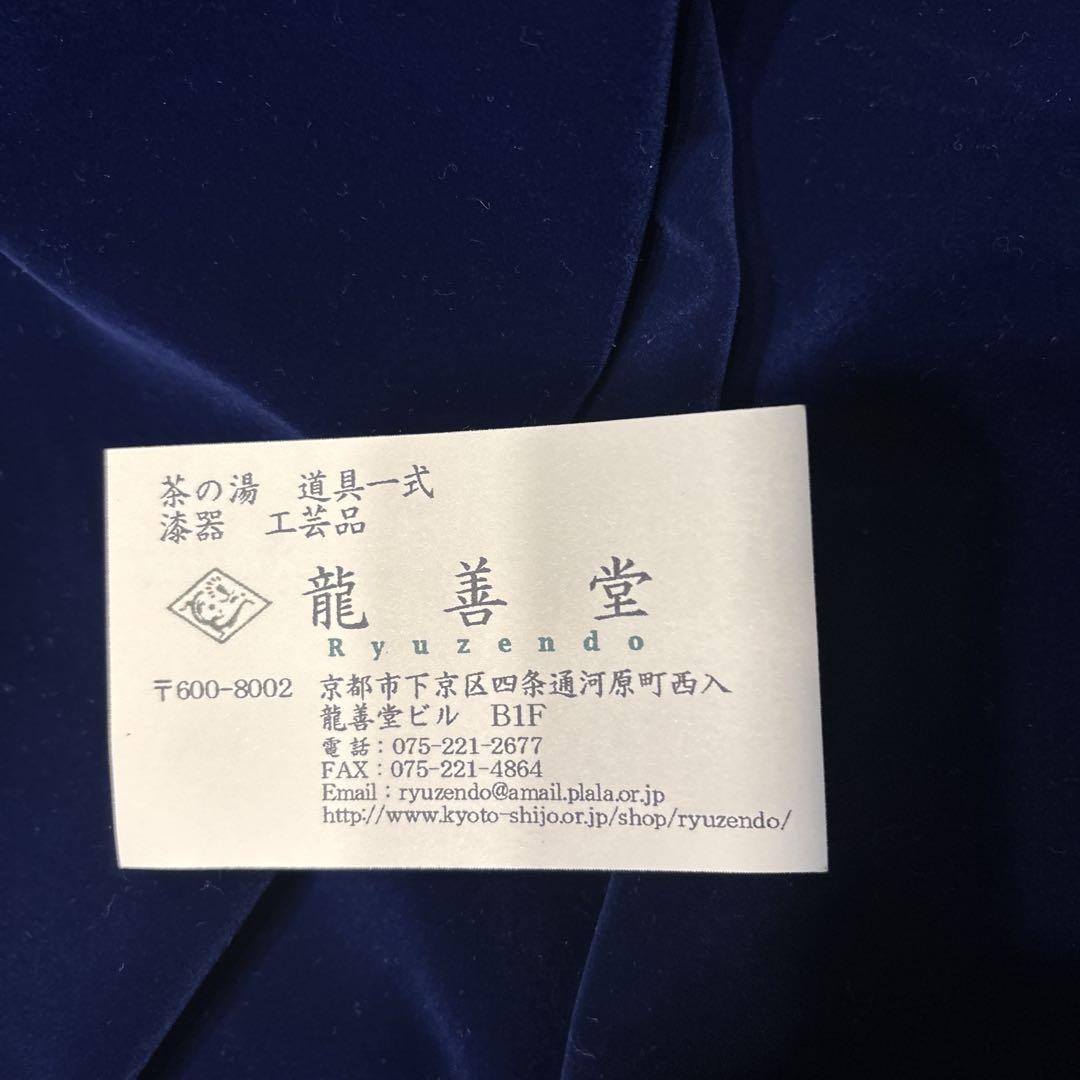 茶の湯　道具一式
漆器　工芸品
龍善堂
Ryuzendo
〒600-8002　京都市下京区四条通河原町西入
龍善堂ビル　B1F
電話：075-221-2677
FAX：075-221-4864
Email：ryuzendo@amail.plala.or.jp
http://www.kyoto-shijo.or.jp/shop/ryuzendo/